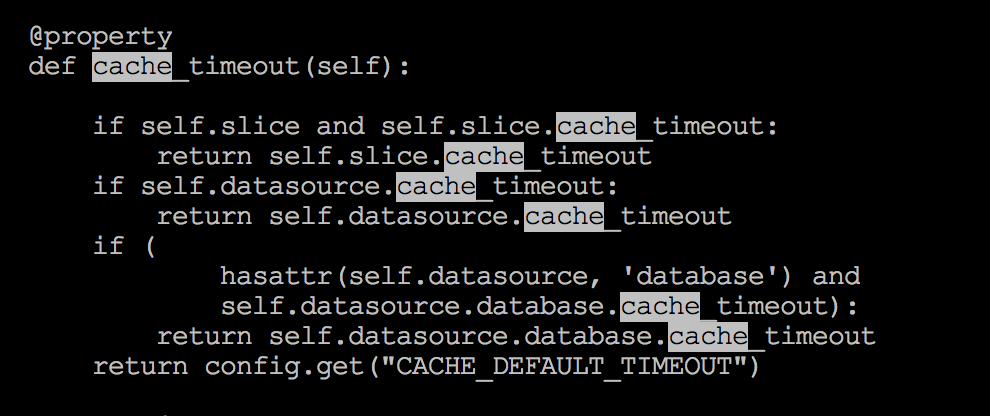 @property
def cache_timeout(self):
if self.slice and self.slice.cache_timeout:
return self.slice.cache_timeout
if self.datasource.cache_timeout:
return self.datasource.cache_timeout
if (
hasattr(self.datasource, 'database') and
self.datasource.database.cache_timeout):
return self.datasource.database.cache_timeout
return config.get("CACHE_DEFAULT_TIMEOUT")